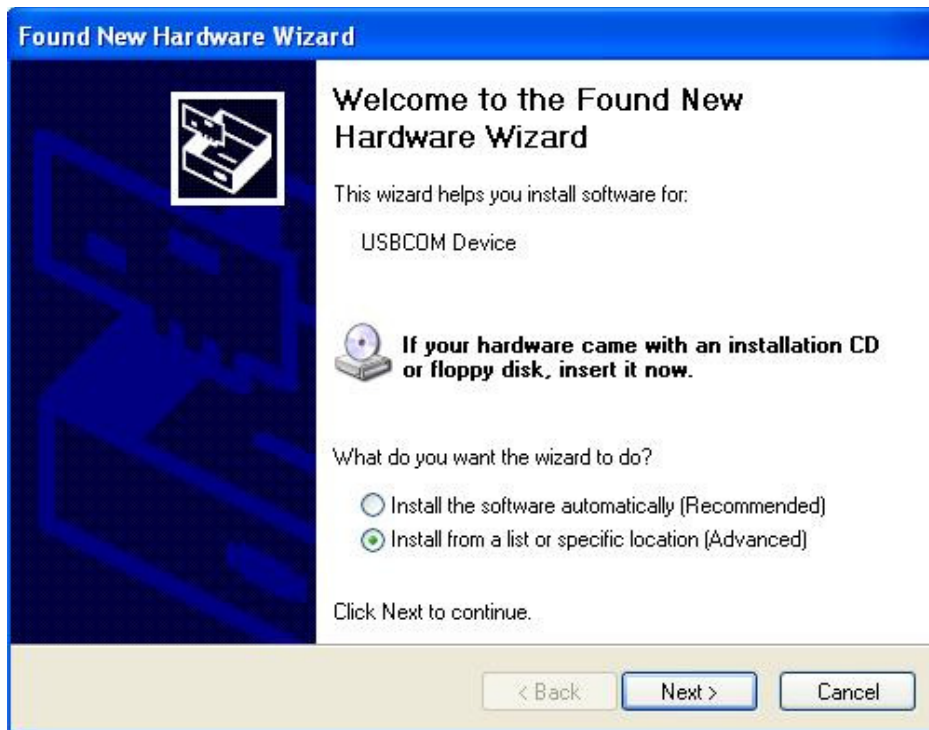 Found New Hardware Wizard
Welcome to the Found New
Hardware Wizard
This wizard helps you install software for:
USBCOM Device
If your hardware came with an installation CD
or floppy disk, insert it now.
What do you want the wizard to do?
Install the software automatically (Recommended)
Install from a list or specific location (Advanced)
Click Next to continue.
< Back
Next >
Cancel